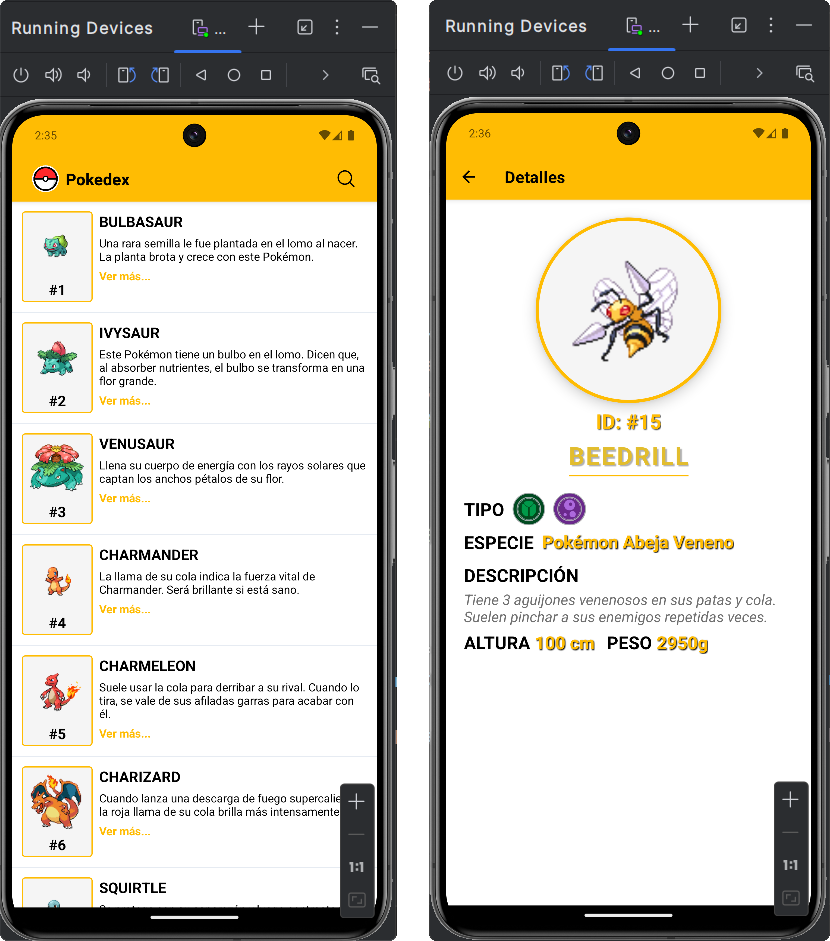 Running Devices
...
2:35
Pokedex
BULBASAUR
Una rara semilla le fue plantada en el lomo al nacer.
La planta brota y crece con este Pokémon.
Ver más...
#1
IVYSAUR
Este Pokémon tiene un bulbo en el lomo. Dicen que,
al absorber nutrientes, el bulbo se transforma en una
flor grande.
Ver más...
#2
VENUSAUR
Llena su cuerpo de energía con los rayos solares que
captan los anchos pétalos de su flor.
Ver más...
#3
CHARMANDER
La llama de su cola indica la fuerza vital de
Charmander. Será brillante si está sano.
Ver más...
#4
CHARMELEON
Suele usar la cola para derribar a su rival. Cuando lo
tira, se vale de sus afiladas garras para acabar con
él.
Ver más...
#5
CHARIZARD
Cuando lanza una descarga de fuego
la roja llama de su cola brilla más intensamente
Ver más...
#6
SQUIRTLE
1:1
Running Devices
...
2:36
Detalles
ID: #15
BEEDRILL
TIPO
ESPECIE Pokémon Abeja Veneno
DESCRIPCIÓN
Tiene 3 aguijones venenosos en sus patas y cola.
Suelen pinchar a sus enemigos repetidas veces.
ALTURA 100 cm PESO 2950g
1:1